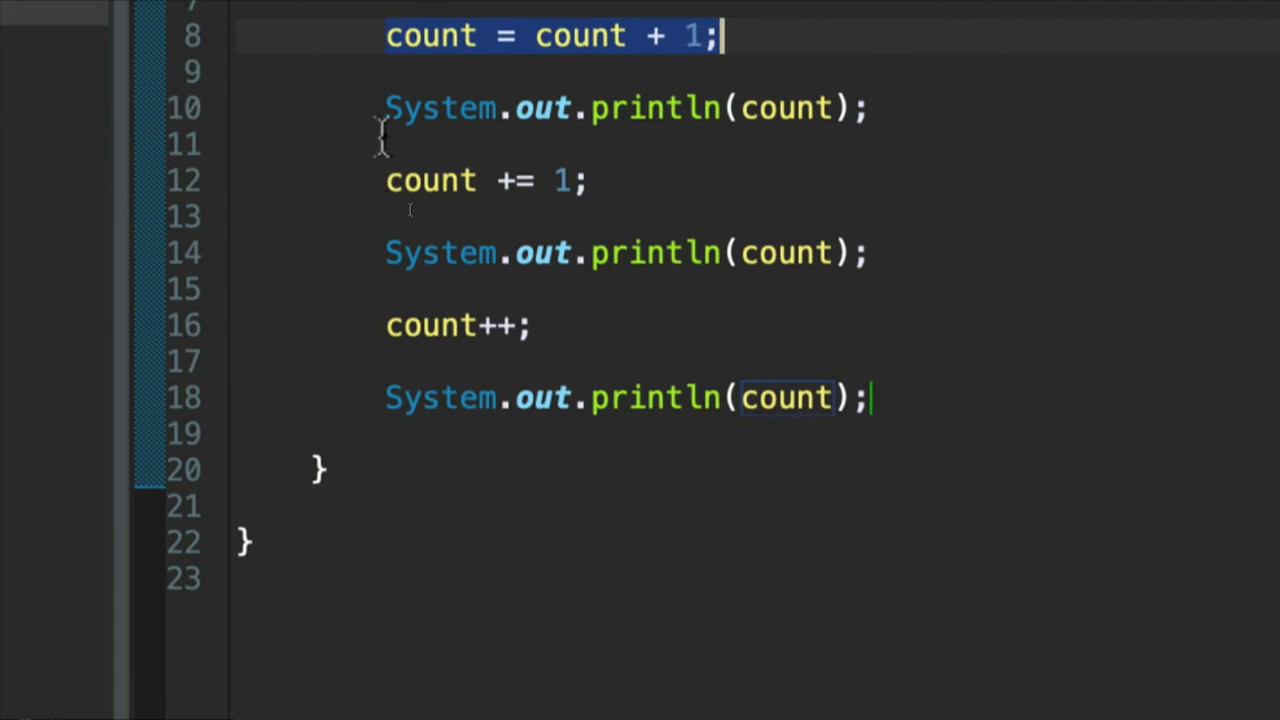 8 count = count + 1;
9
10 System.out.println(count);
11
12 count += 1;
13
14 System.out.println(count);
15
16 count++;
17
18 System.out.println(count);
19
20 }
21
22 }
23